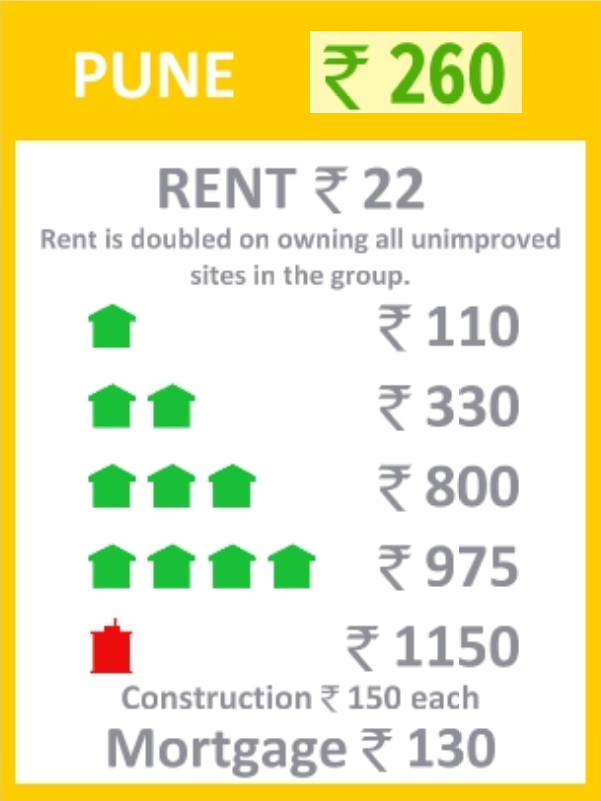 PUNE ₹ 260
RENT ₹ 22
Rent is doubled on owning all unimproved
sites in the group.
₹ 110
₹ 330
₹ 800
₹ 975
₹ 1150
Construction ₹ 150 each
Mortgage ₹ 130